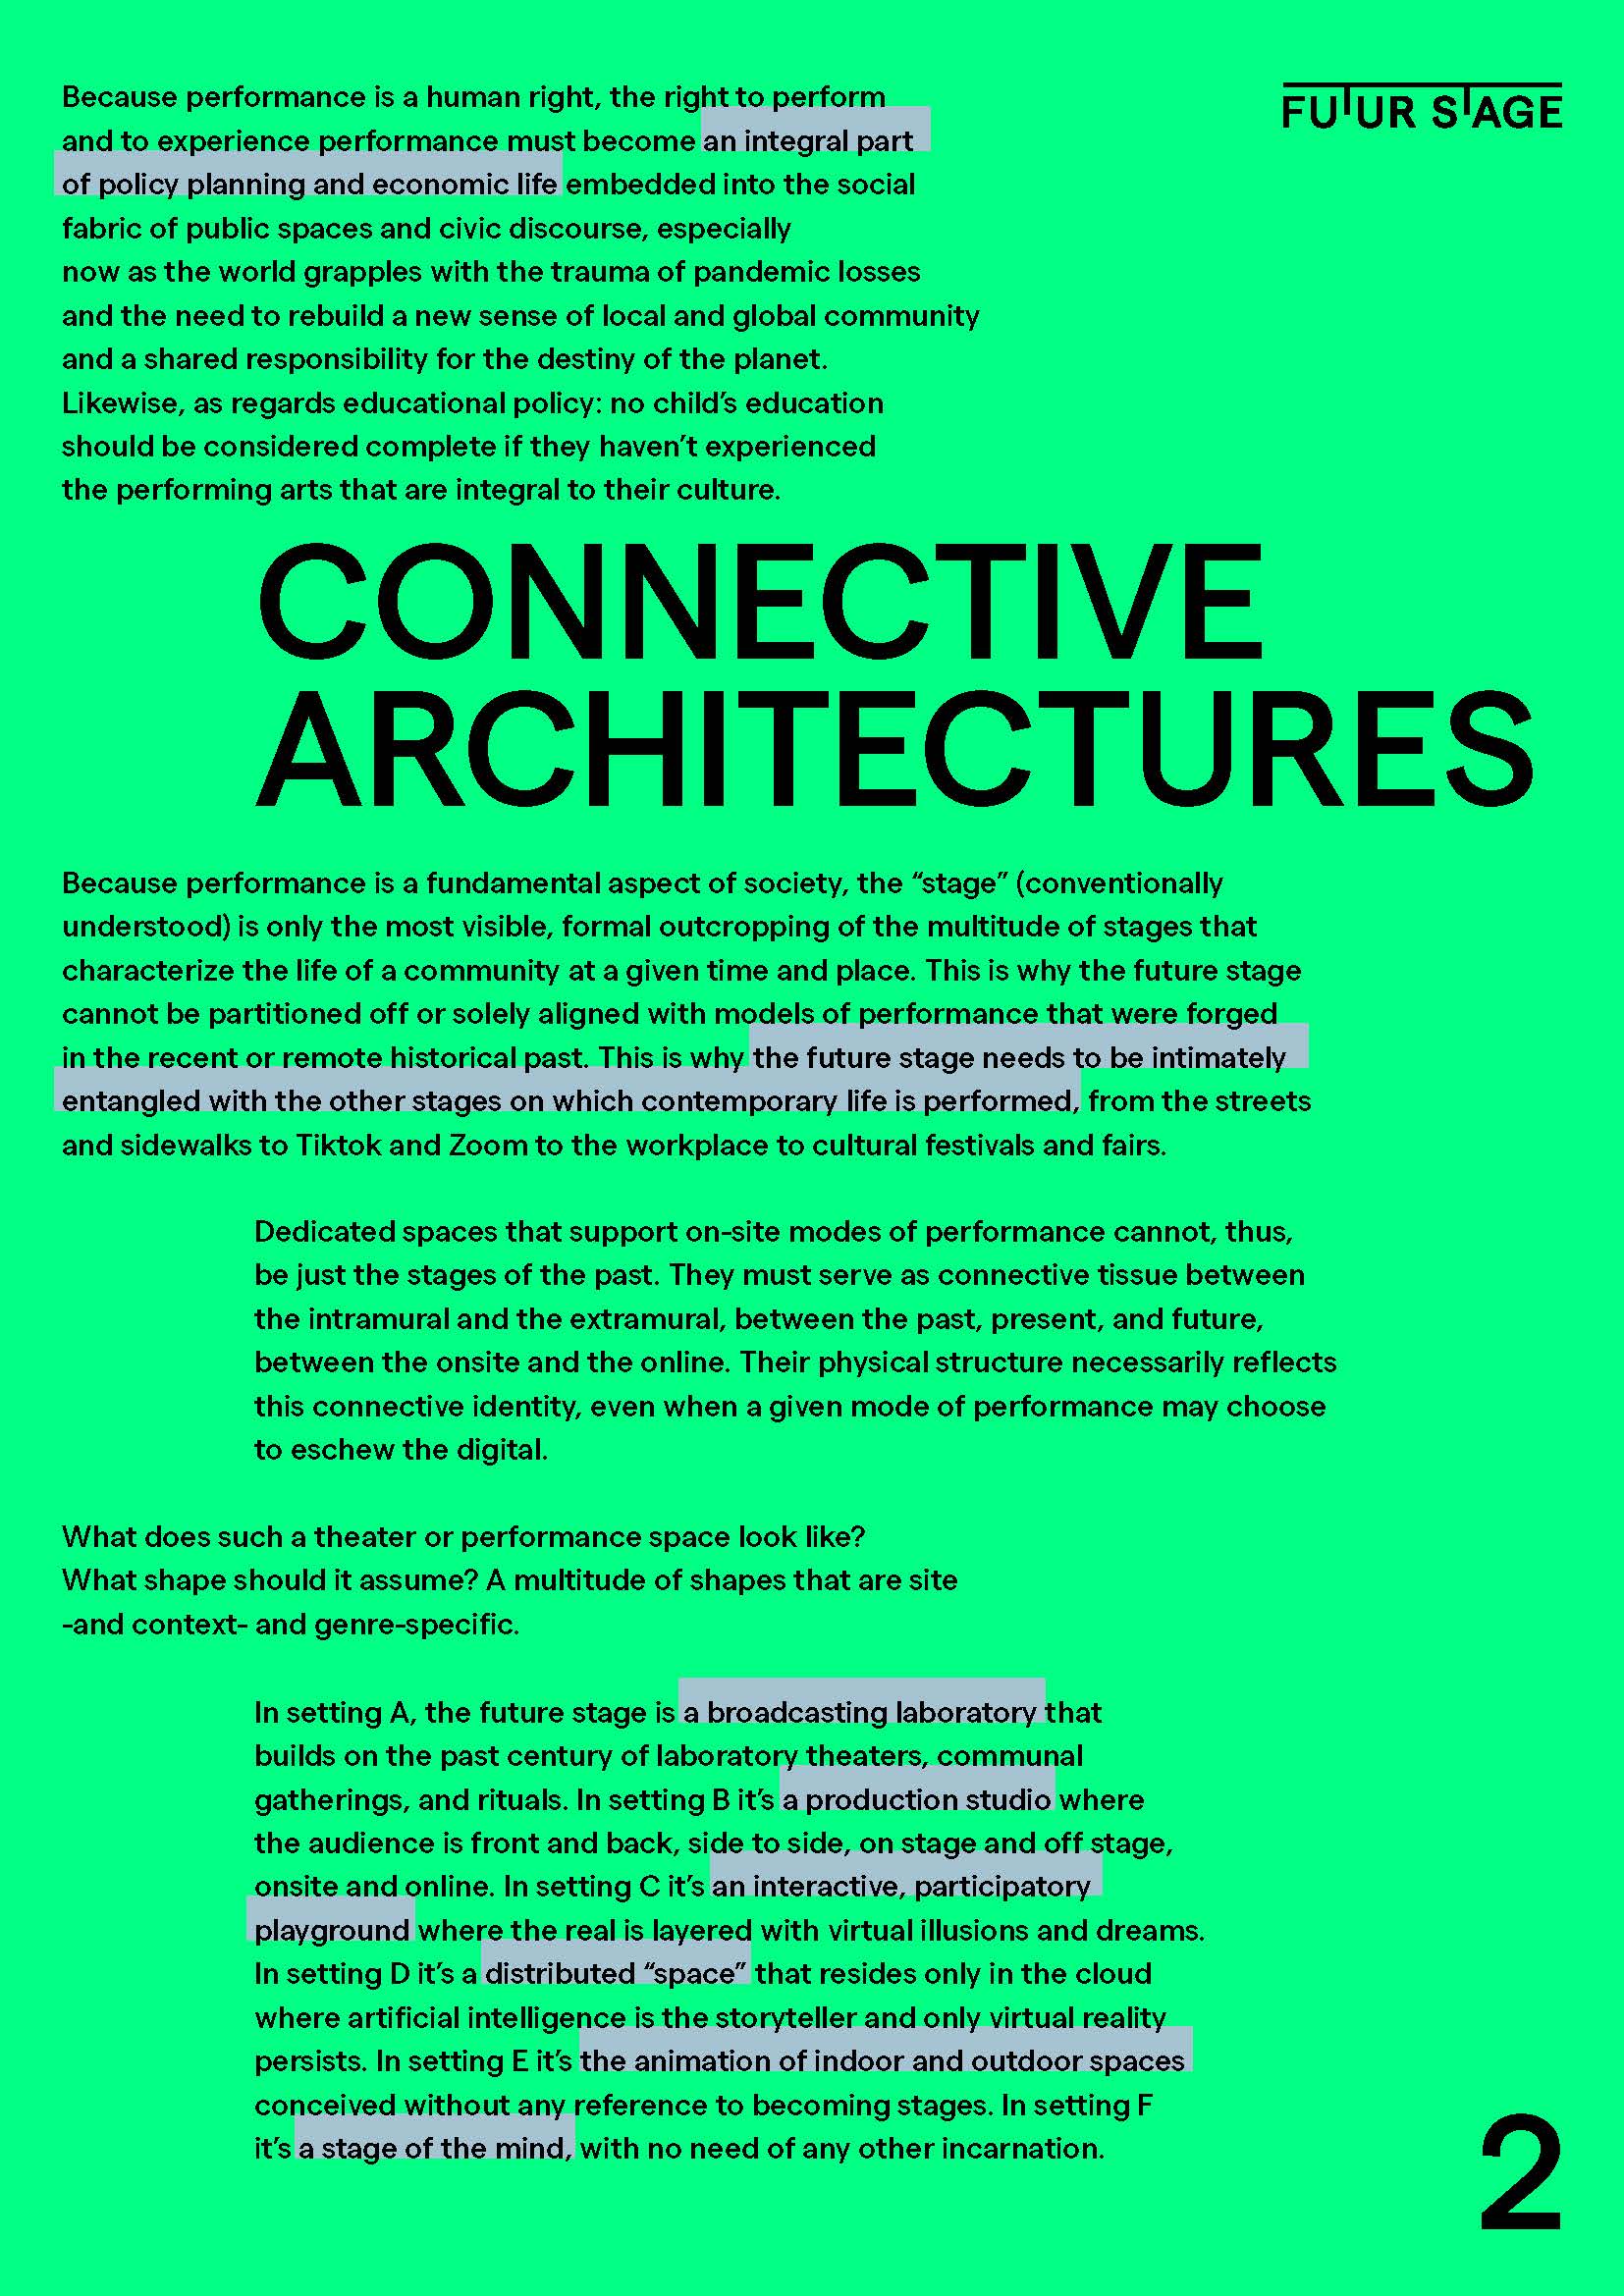 Because performance is a human right, the right to perform
and to experience performance must become an integral part
of policy planning and economic life embedded into the social
fabric of public spaces and civic discourse, especially
now as the world grapples with the trauma of pandemic losses
and the need to rebuild a new sense of local and global community
and a shared responsibility for the destiny of the planet.
Likewise, as regards educational policy: no child’s education
should be considered complete if they haven’t experienced
the performing arts that are integral to their culture.
FUTUR STAGE
CONNECTIVE
ARCHITECTURES
Because performance is a fundamental aspect of society, the “stage” (conventionally
understood) is only the most visible, formal outcropping of the multitude of stages that
characterize the life of a community at a given time and place. This is why the future stage
cannot be partitioned off or solely aligned with models of performance that were forged
in the recent or remote historical past. This is why the future stage needs to be intimately
entangled with the other stages on which contemporary life is performed, from the streets
and sidewalks to Tiktok and Zoom to the workplace to cultural festivals and fairs.
Dedicated spaces that support on-site modes of performance cannot, thus,
be just the stages of the past. They must serve as connective tissue between
the intramural and the extramural, between the past, present, and future,
between the onsite and the online. Their physical structure necessarily reflects
this connective identity, even when a given mode of performance may choose
to eschew the digital.
What does such a theater or performance space look like?
What shape should it assume? A multitude of shapes that are site
-and context- and genre-specific.
In setting A, the future stage is a broadcasting laboratory that
builds on the past century of laboratory theaters, communal
gatherings, and rituals. In setting B it’s a production studio where
the audience is front and back, side to side, on stage and off stage,
onsite and online. In setting C it’s an interactive, participatory
playground where the real is layered with virtual illusions and dreams.
In setting D it’s a distributed “space” that resides only in the cloud
where artificial intelligence is the storyteller and only virtual reality
persists. In setting E it’s the animation of indoor and outdoor spaces
conceived without any reference to becoming stages. In setting F
it’s a stage of the mind, with no need of any other incarnation.
2